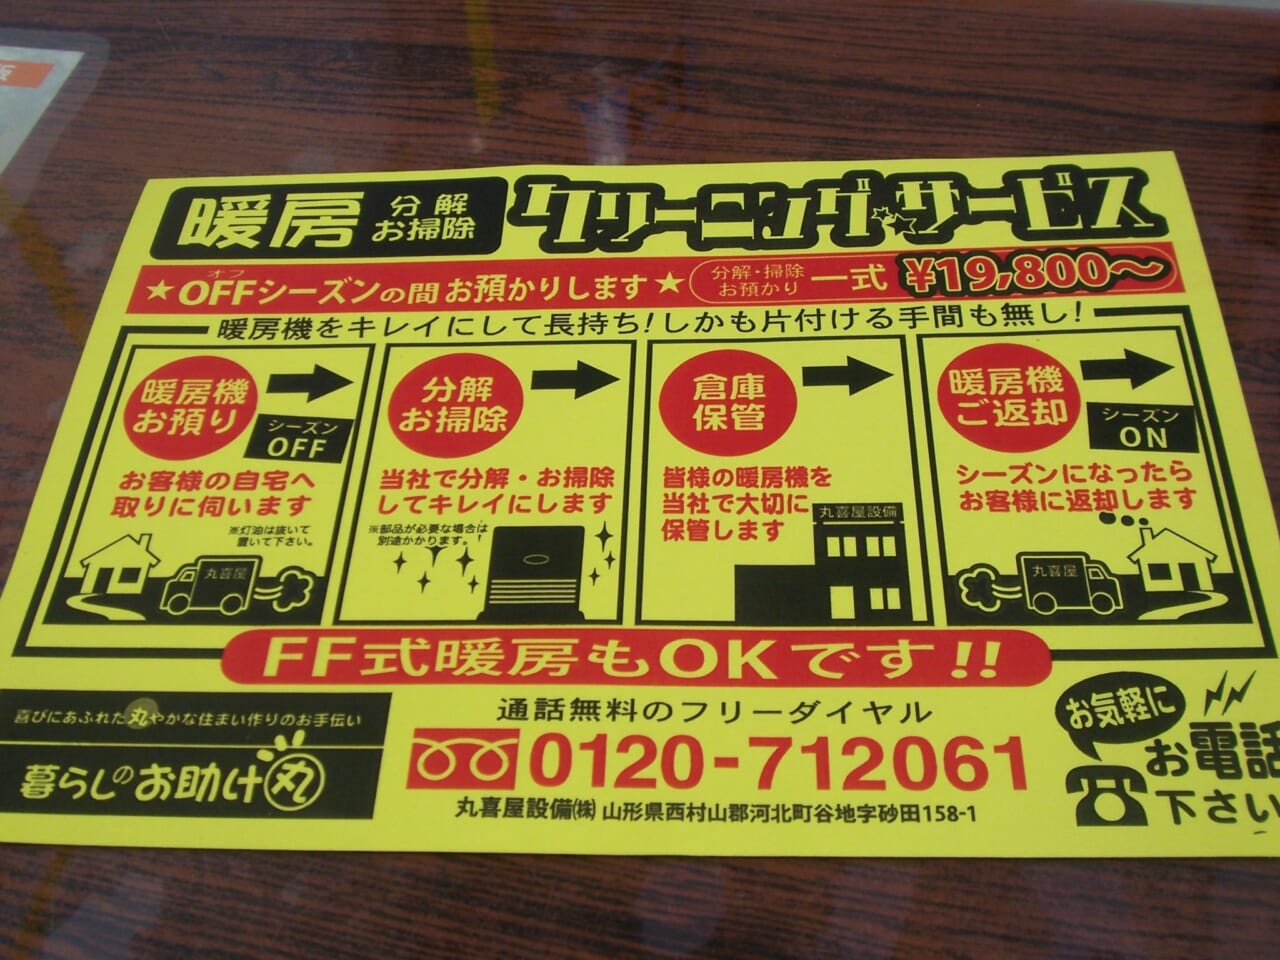 暖房 分解お掃除 クリーニング・サービス
オフ
★OFFシーズンの間お預かりします★ 分解・掃除お預かり 一式 ¥19,800〜
暖房機をキレイにして長持ち!しかも片付ける手間も無し!
暖房機
お預り
シーズン
OFF
お客様の自宅へ
取りに伺います
※灯油は抜いて
置いて下さい。
丸喜屋
分解
お掃除
当社で分解・お掃除
してキレイにします
※部品が必要な場合は
別途かかります。
倉庫
保管
皆様の暖房機を
当社で大切に
保管します
丸喜屋設備
暖房機
ご返却
シーズン
ON
シーズンになったら
お客様に返却します
丸喜屋
FF式暖房もOKです!!
喜びにあふれた丸やかな住まい作りのお手伝い
暮らしのお助け丸
通話無料のフリーダイヤル
0120-712061
丸喜屋設備㈱ 山形県西村山郡河北町谷地字砂田158-1
お気軽に
お電話
下さい